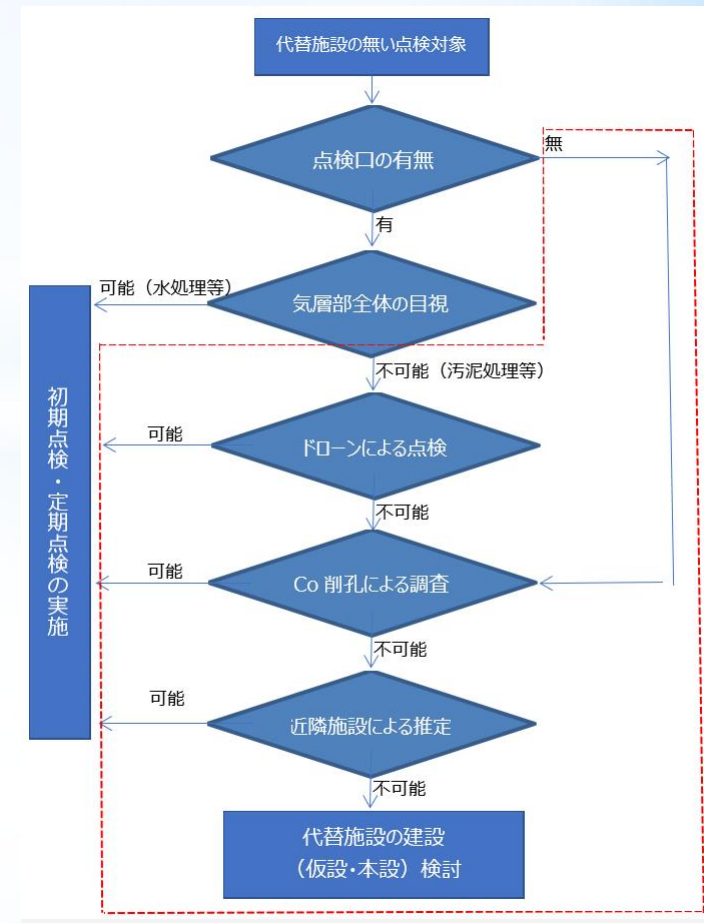 代替施設の無い点検対象
点検口の有無
無
有
可能（水処理等）
気層部全体の目視
不可能（汚泥処理等）
初期点検・定期点検の実施
可能
ドローンによる点検
不可能
可能
Co 削孔による調査
不可能
可能
近隣施設による推定
不可能
代替施設の建設
（仮設・本設）検討